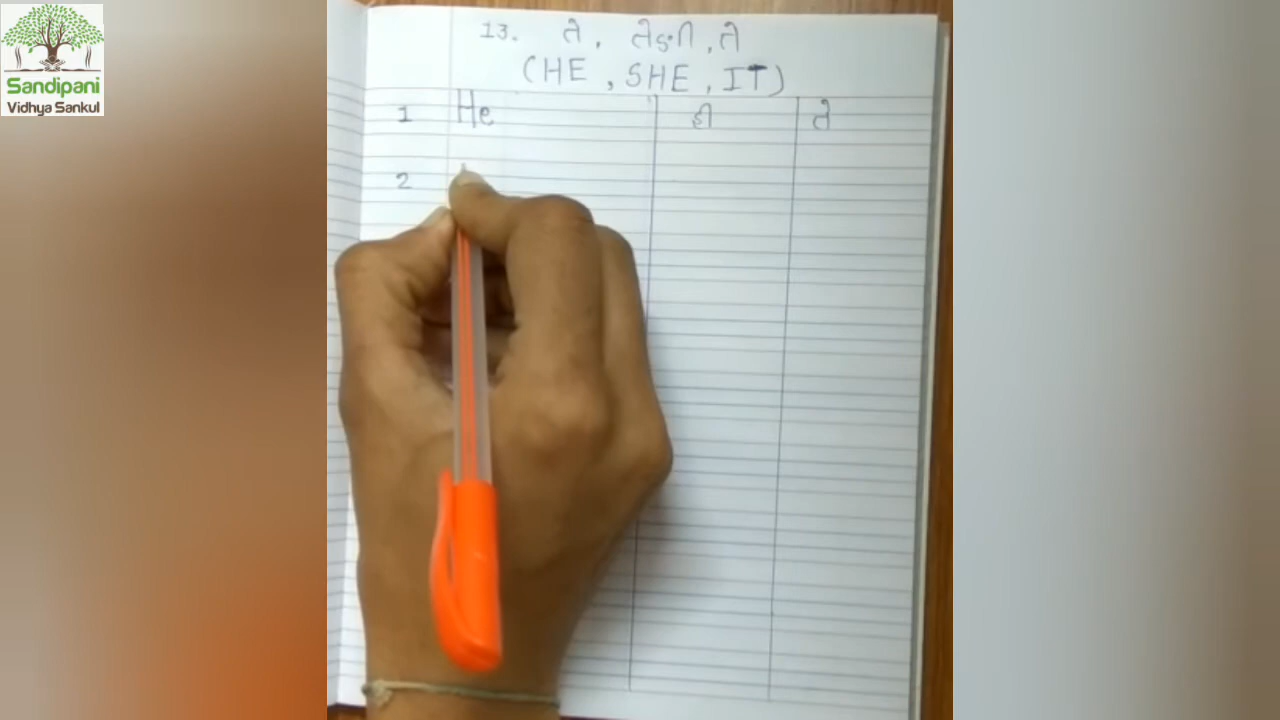 Sandipani
Vidhya Sankul
13. તે, તેણી, તે
(HE, SHE, IT)
1 He હી તે
2